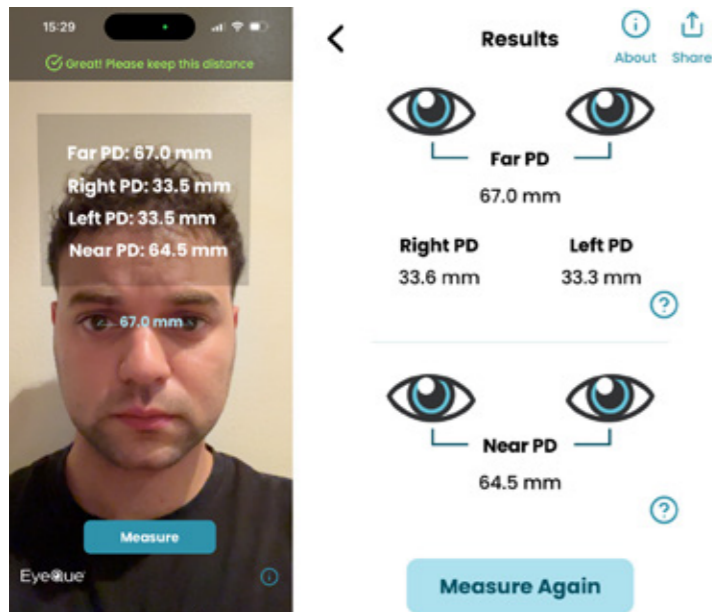 15:29
Great! Please keep this distance
Far PD: 67.0 mm
Right PD: 33.5 mm
Left PD: 33.5 mm
Near PD: 64.5 mm
67.0 mm
Measure
EyeQue
Results
About Share
Far PD
67.0 mm
Right PD Left PD
33.6 mm 33.3 mm
?
Near PD
64.5 mm
?
Measure Again